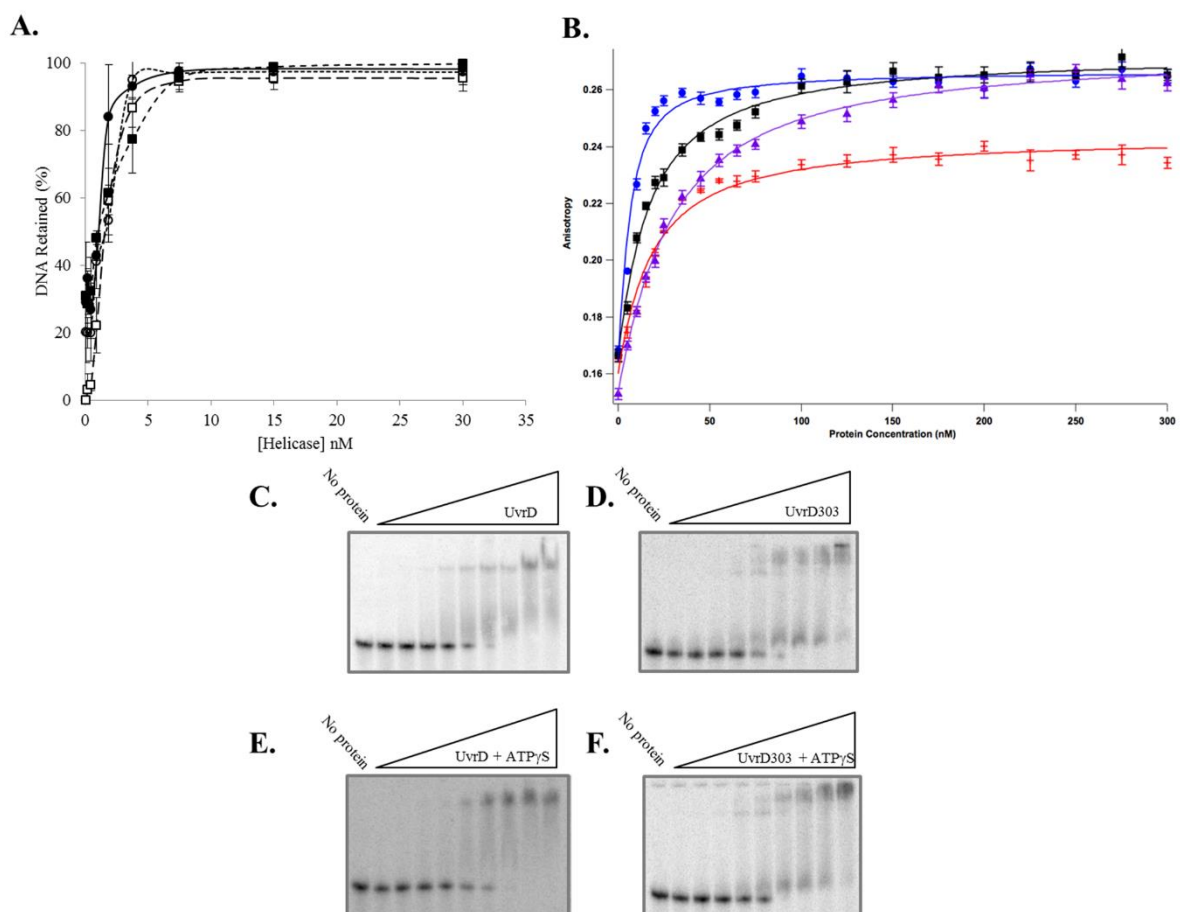 A.
100
80
60
40
20
0
DNA Retained (%)
0 5 10 15 20 25 30 35
[Helicase] nM
B.
0.26
0.24
0.22
0.20
0.18
0.16
Anisotropy
0 50 100 150 200 250 300
Protein Concentration (nM)
C.
No protein
UvrD
D.
No protein
UvrD303
E.
No protein
UvrD + ATPγS
F.
No protein
UvrD303 + ATPγS